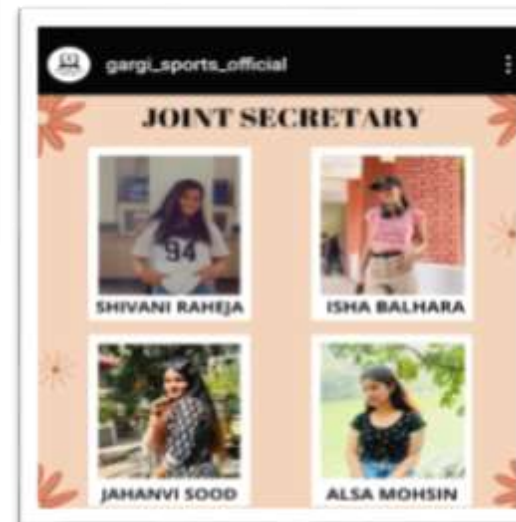 gargi_sports_official
JOINT SECRETARY
94
SHIVANI RAHEJA
ISHA BALHARA
JAHANVI SOOD
ALSA MOHSIN